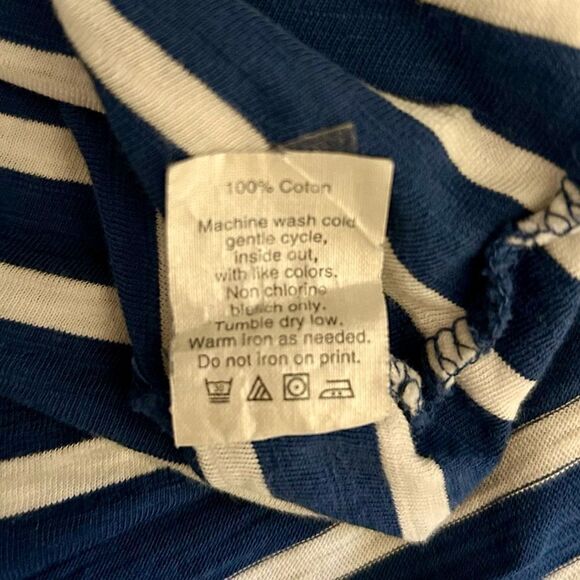 100% Coton
Machine wash cold
gentle cycle,
inside out,
with like colors.
Non chlorine
bleach only.
Tumble dry low.
Warm iron as needed.
Do not iron on print.
30